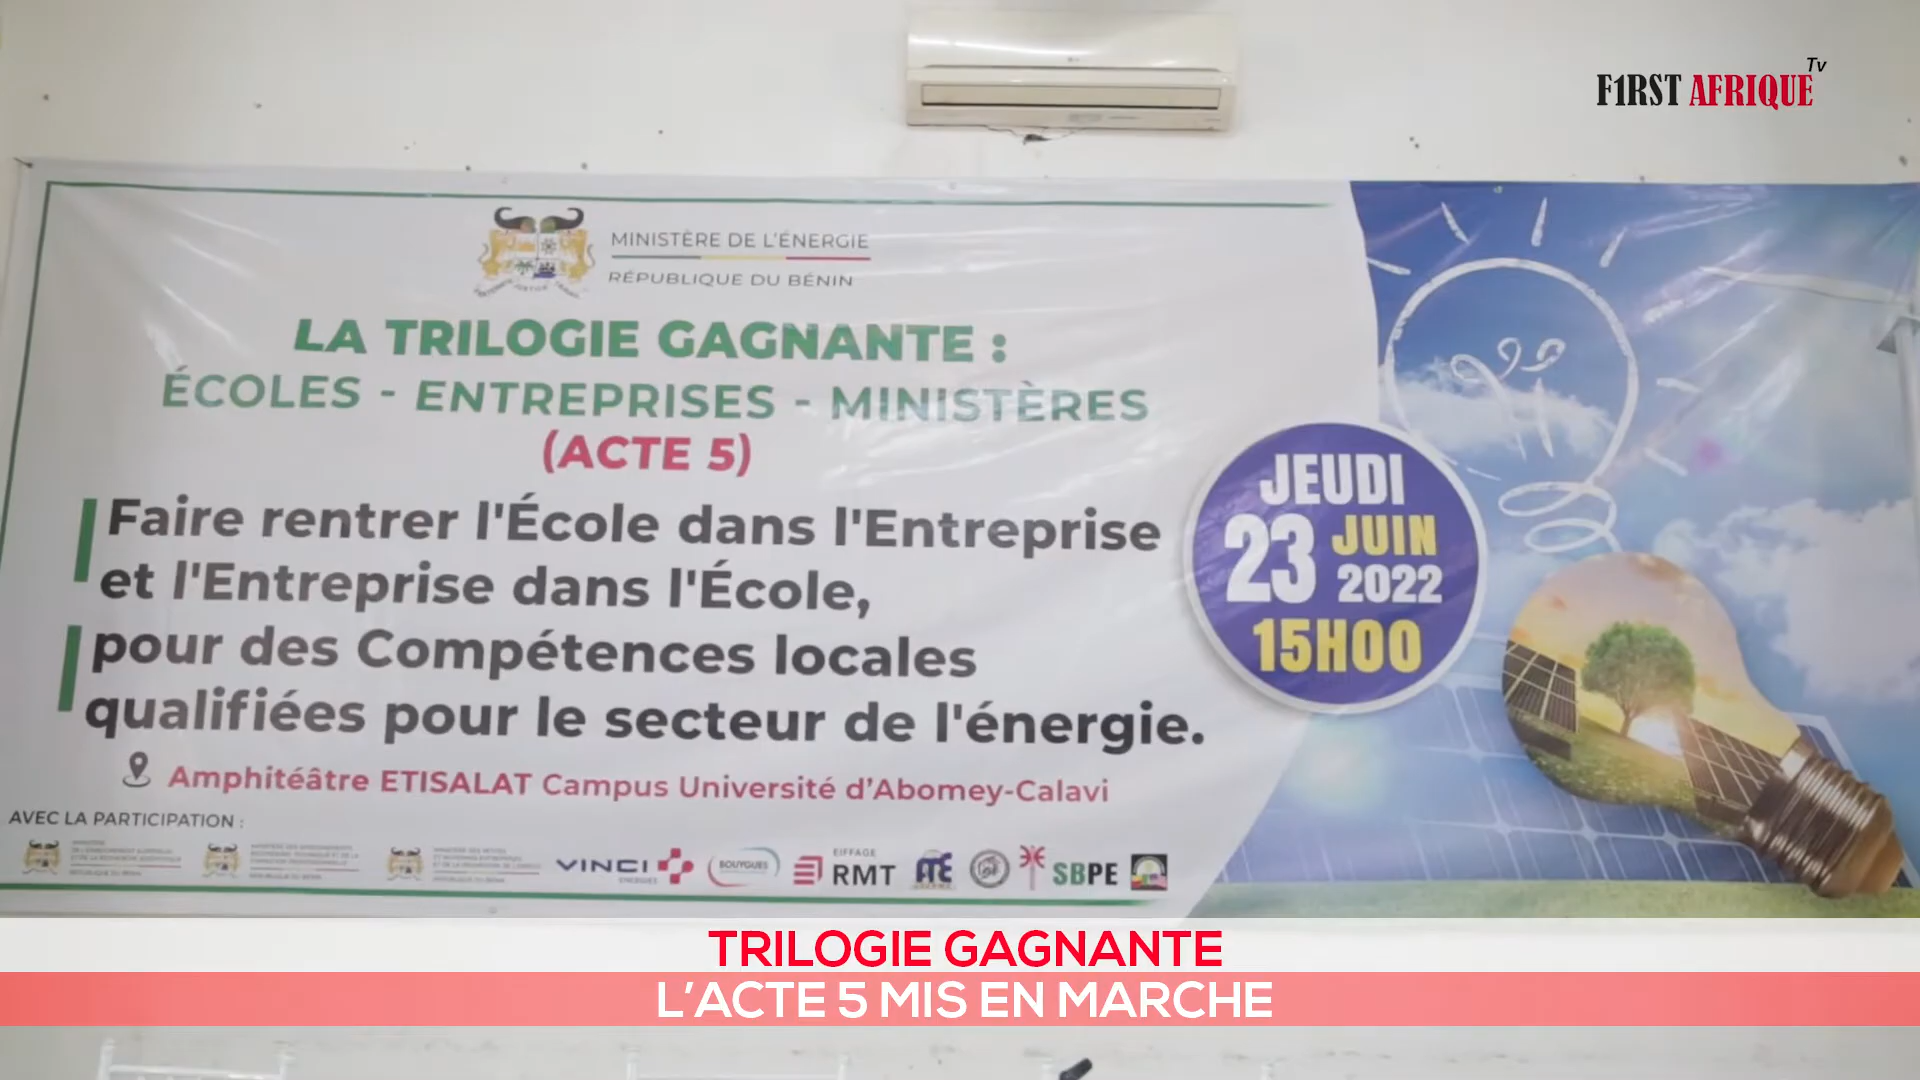 F1RST AFRIQUE Tv
MINISTÈRE DE L'ÉNERGIE
RÉPUBLIQUE DU BÉNIN
LA TRILOGIE GAGNANTE :
ÉCOLES - ENTREPRISES - MINISTÈRES
(ACTE 5)
Faire rentrer l'École dans l'Entreprise
et l'Entreprise dans l'École,
pour des Compétences locales
qualifiées pour le secteur de l'énergie.
JEUDI
23 JUIN
2022
15H00
Amphitéâtre ETISALAT Campus Université d'Abomey-Calavi
AVEC LA PARTICIPATION :
VINCI
ENERGIES
BOUYGUES
EIFFAGE
RMT
SBPE
TRILOGIE GAGNANTE
L'ACTE 5 MIS EN MARCHE